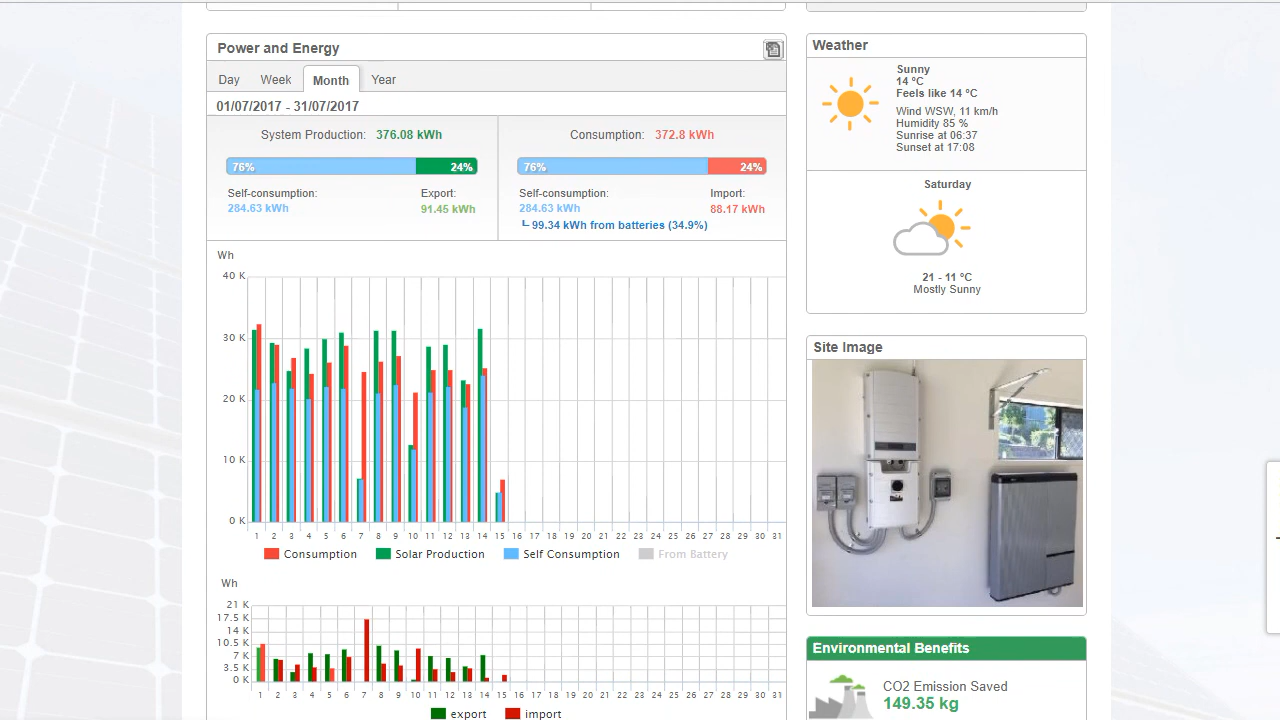 Power and Energy
Day Week Month Year
01/07/2017 - 31/07/2017
System Production: 376.08 kWh
76% 24%
Self-consumption: Export:
284.63 kWh 91.45 kWh
Consumption: 372.8 kWh
76% 24%
Self-consumption: Import:
284.63 kWh 88.17 kWh
99.34 kWh from batteries (34.9%)
Wh
40 K
30 K
20 K
10 K
0 K
1 2 3 4 5 6 7 8 9 10 11 12 13 14 15 16 17 18 19 20 21 22 23 24 25 26 27 28 29 30 31
Consumption Solar Production Self Consumption From Battery
Wh
21 K
17.5 K
14 K
10.5 K
7 K
3.5 K
0 K
1 2 3 4 5 6 7 8 9 10 11 12 13 14 15 16 17 18 19 20 21 22 23 24 25 26 27 28 29 30 31
export import
Weather
Sunny
14 °C
Feels like 14 °C
Wind WSW, 11 km/h
Humidity 85 %
Sunrise at 06:37
Sunset at 17:08
Saturday
21 - 11 °C
Mostly Sunny
Site Image
Environmental Benefits
CO2 Emission Saved
149.35 kg